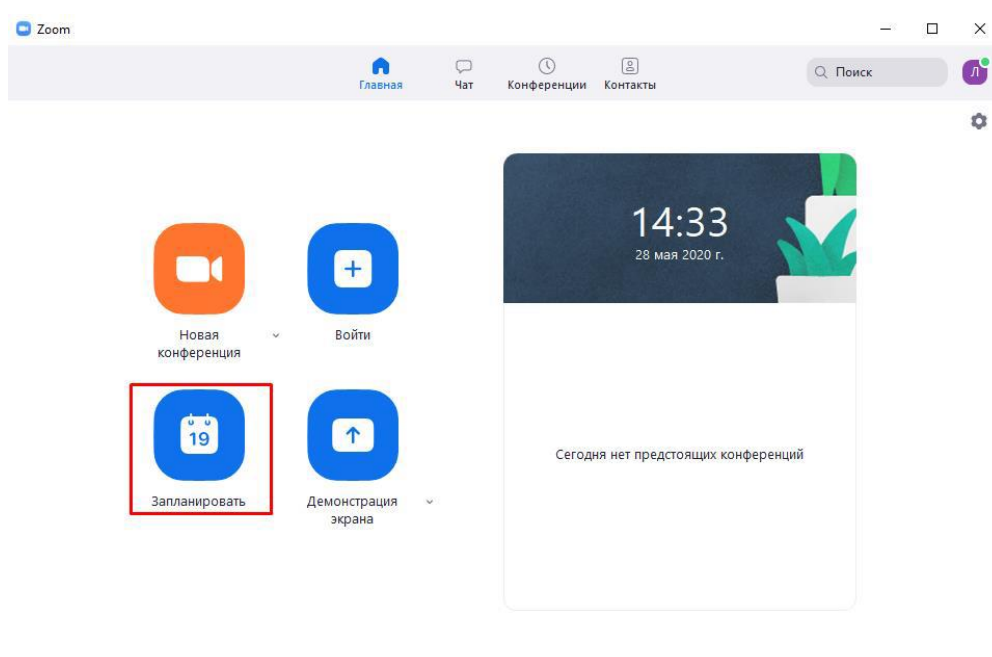 Zoom
Главная
Чат
Конференции
Контакты
Поиск
Л
14:33
28 мая 2020 г.
Новая
конференция
Войти
19
Запланировать
Демонстрация
экрана
Сегодня нет предстоящих конференций